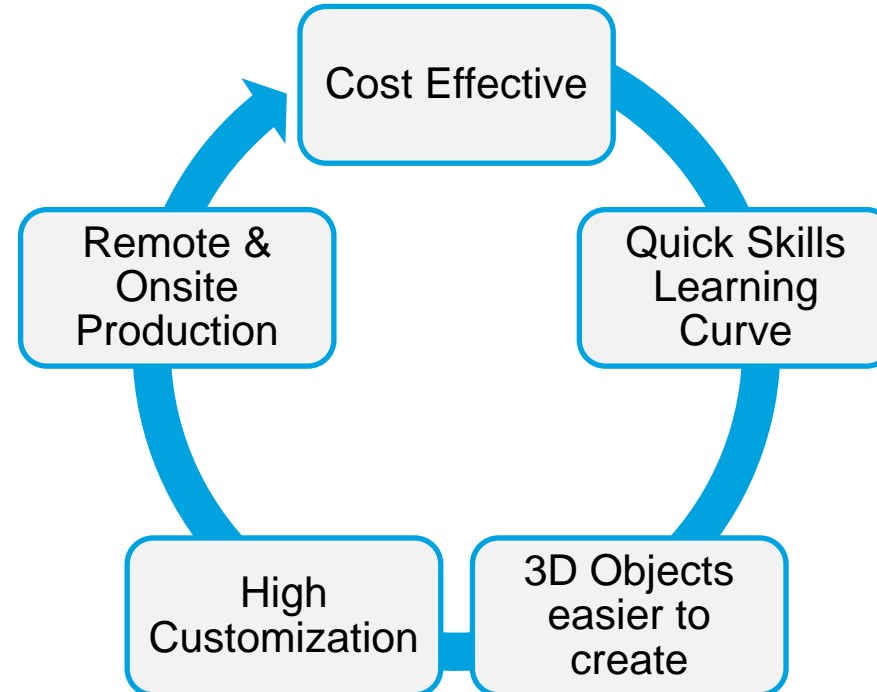 Cost Effective
Quick Skills
Learning
Curve
3D Objects
easier to
create
High
Customization
Remote &
Onsite
Production